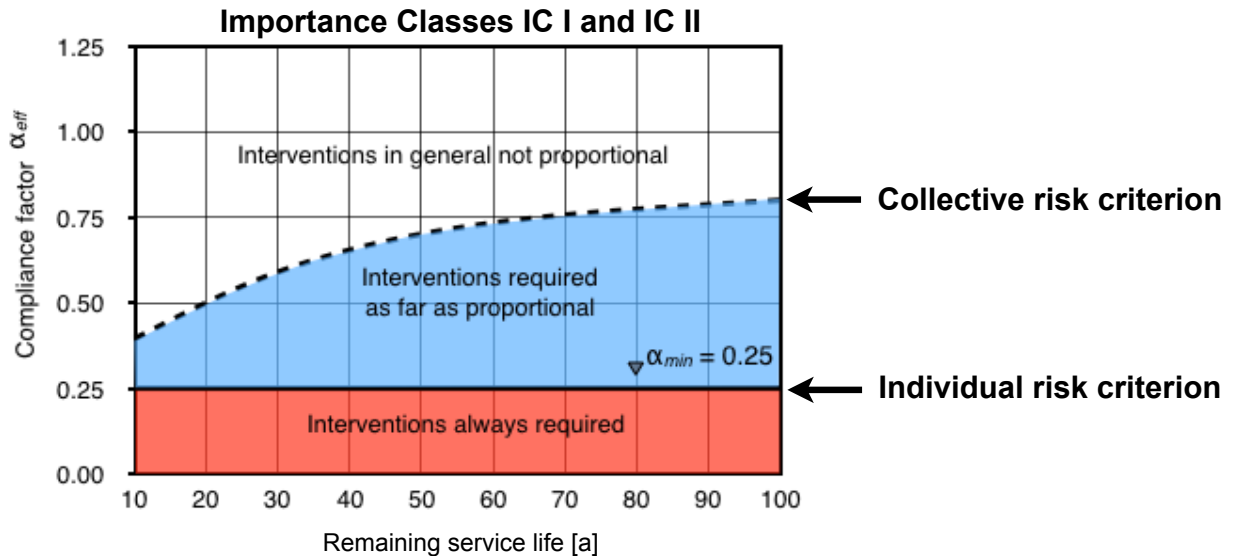 Importance Classes IC I and IC II
1.25
1.00
0.75
0.50
0.25
0.00
Compliance factor αeff
Interventions in general not proportional
Interventions required
as far as proportional
αmin = 0.25
Interventions always required
Collective risk criterion
Individual risk criterion
10 20 30 40 50 60 70 80 90 100
Remaining service life [a]